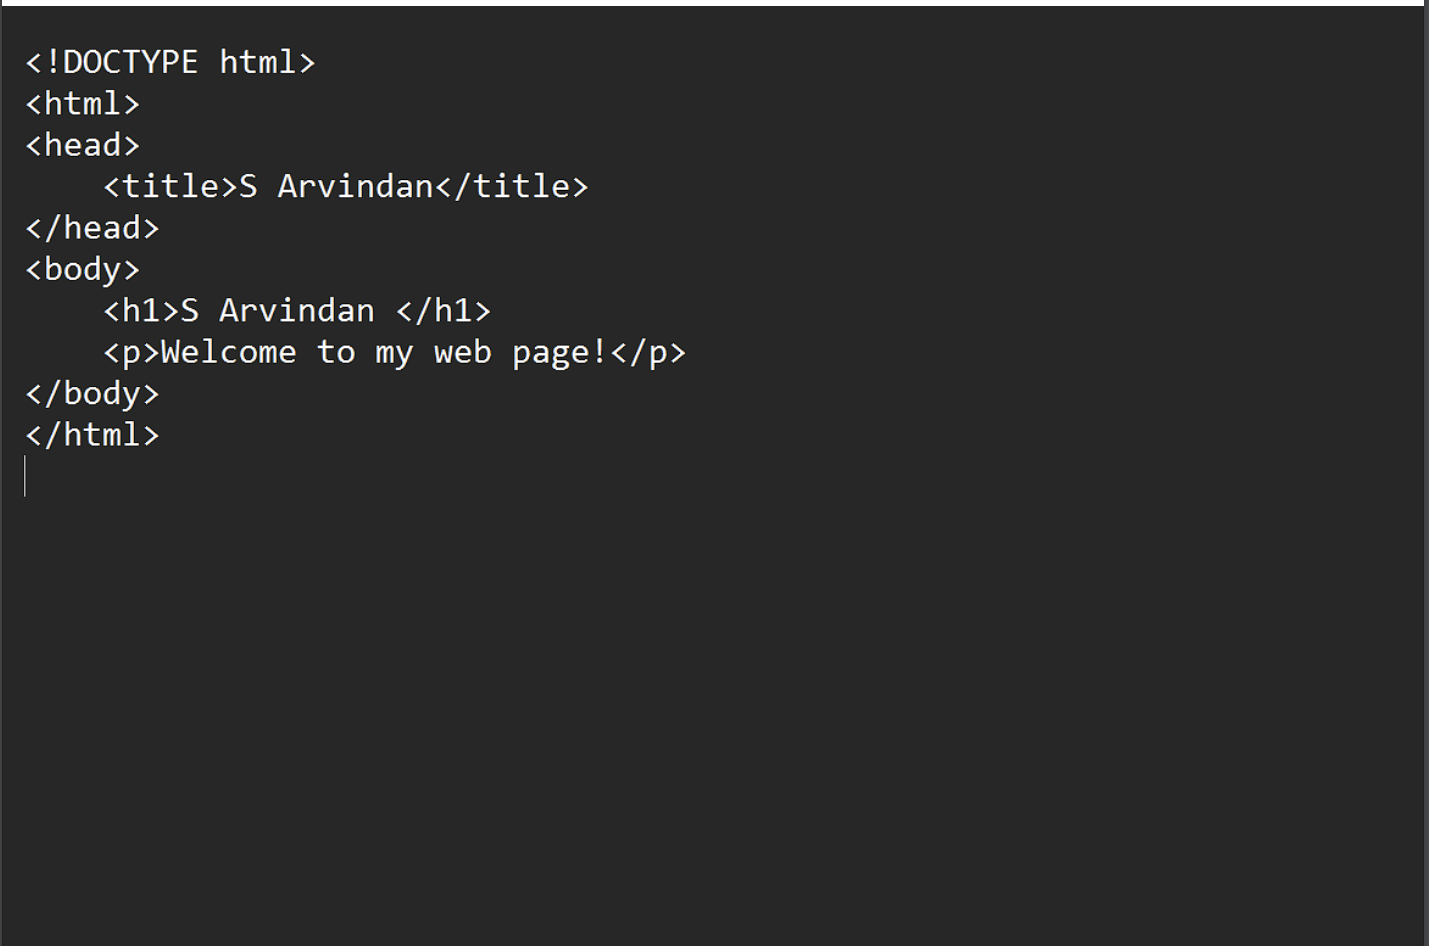 <!DOCTYPE html>
<html>
<head>
    <title>S Arvindan</title>
</head>
<body>
    <h1>S Arvindan </h1>
    <p>Welcome to my web page!</p>
</body>
</html>